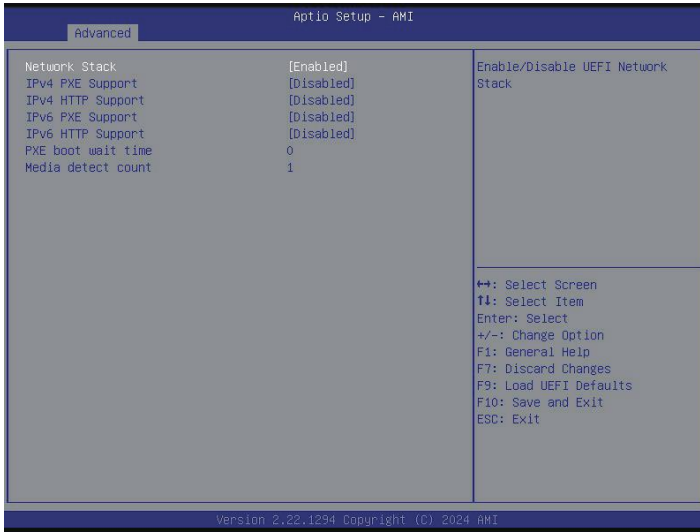 Aptio Setup – AMI
Advanced
Network Stack [Enabled]
IPv4 PXE Support [Disabled]
IPv4 HTTP Support [Disabled]
IPv6 PXE Support [Disabled]
IPv6 HTTP Support [Disabled]
PXE boot wait time 0
Media detect count 1
Enable/Disable UEFI Network
Stack
↔: Select Screen
↑↓: Select Item
Enter: Select
+/-: Change Option
F1: General Help
F7: Discard Changes
F9: Load UEFI Defaults
F10: Save and Exit
ESC: Exit
Version 2.22.1294 Copyright (C) 2024 AMI